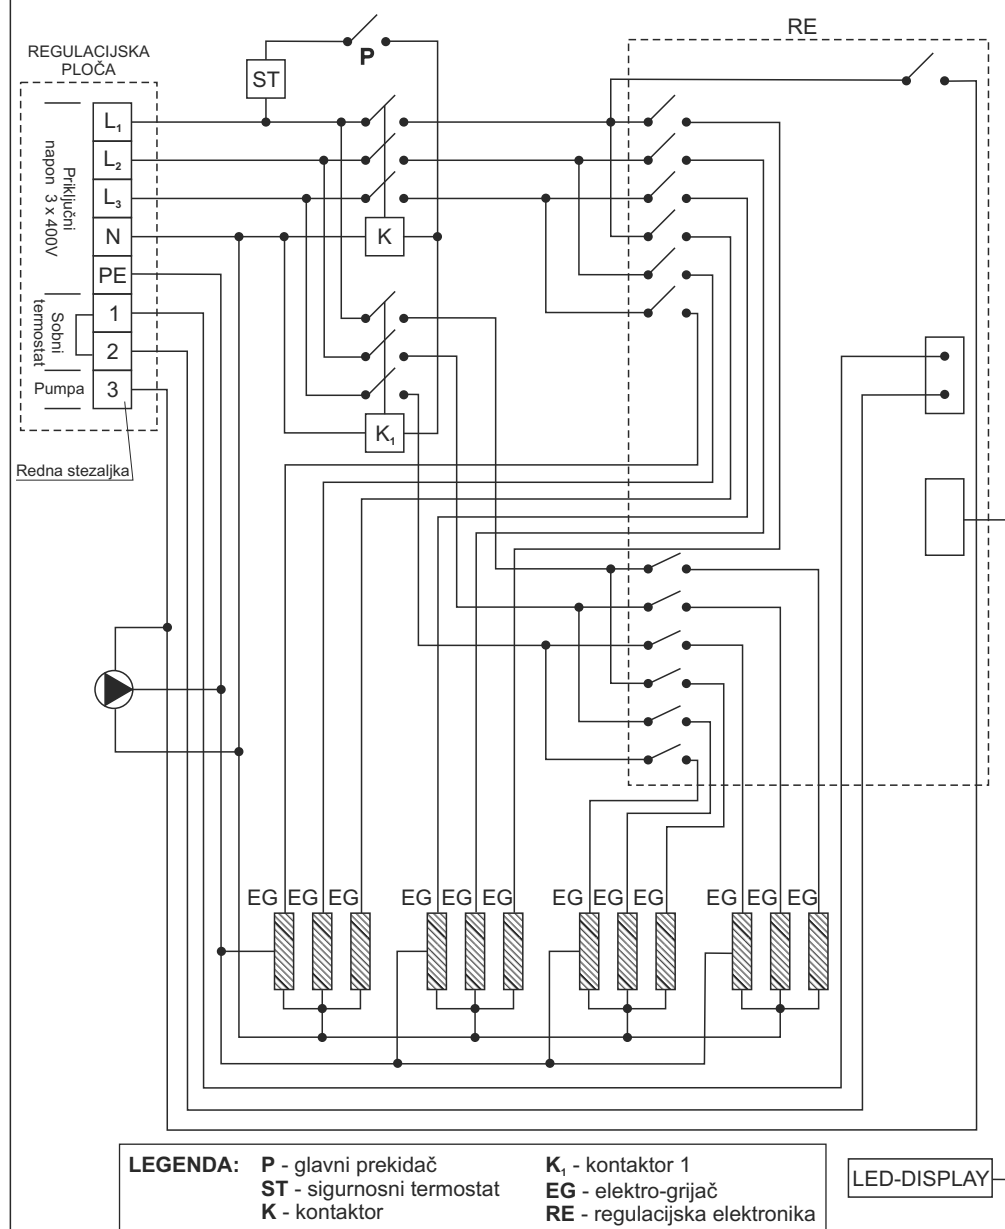 RE
REGULACIJSKA
PLOČA
P
ST
L₁
L₂
L₃
N
PE
1
2
3
Priključni
napon 3 x 400V
Sobni
termostat
Pumpa
K
K₁
Redna stezaljka
EG EG EG EG EG EG EG EG EG EG EG EG
LEGENDA:
P - glavni prekidač
ST - sigurnosni termostat
K - kontaktor
K₁ - kontaktor 1
EG - elektro-grijač
RE - regulacijska elektronika
LED-DISPLAY